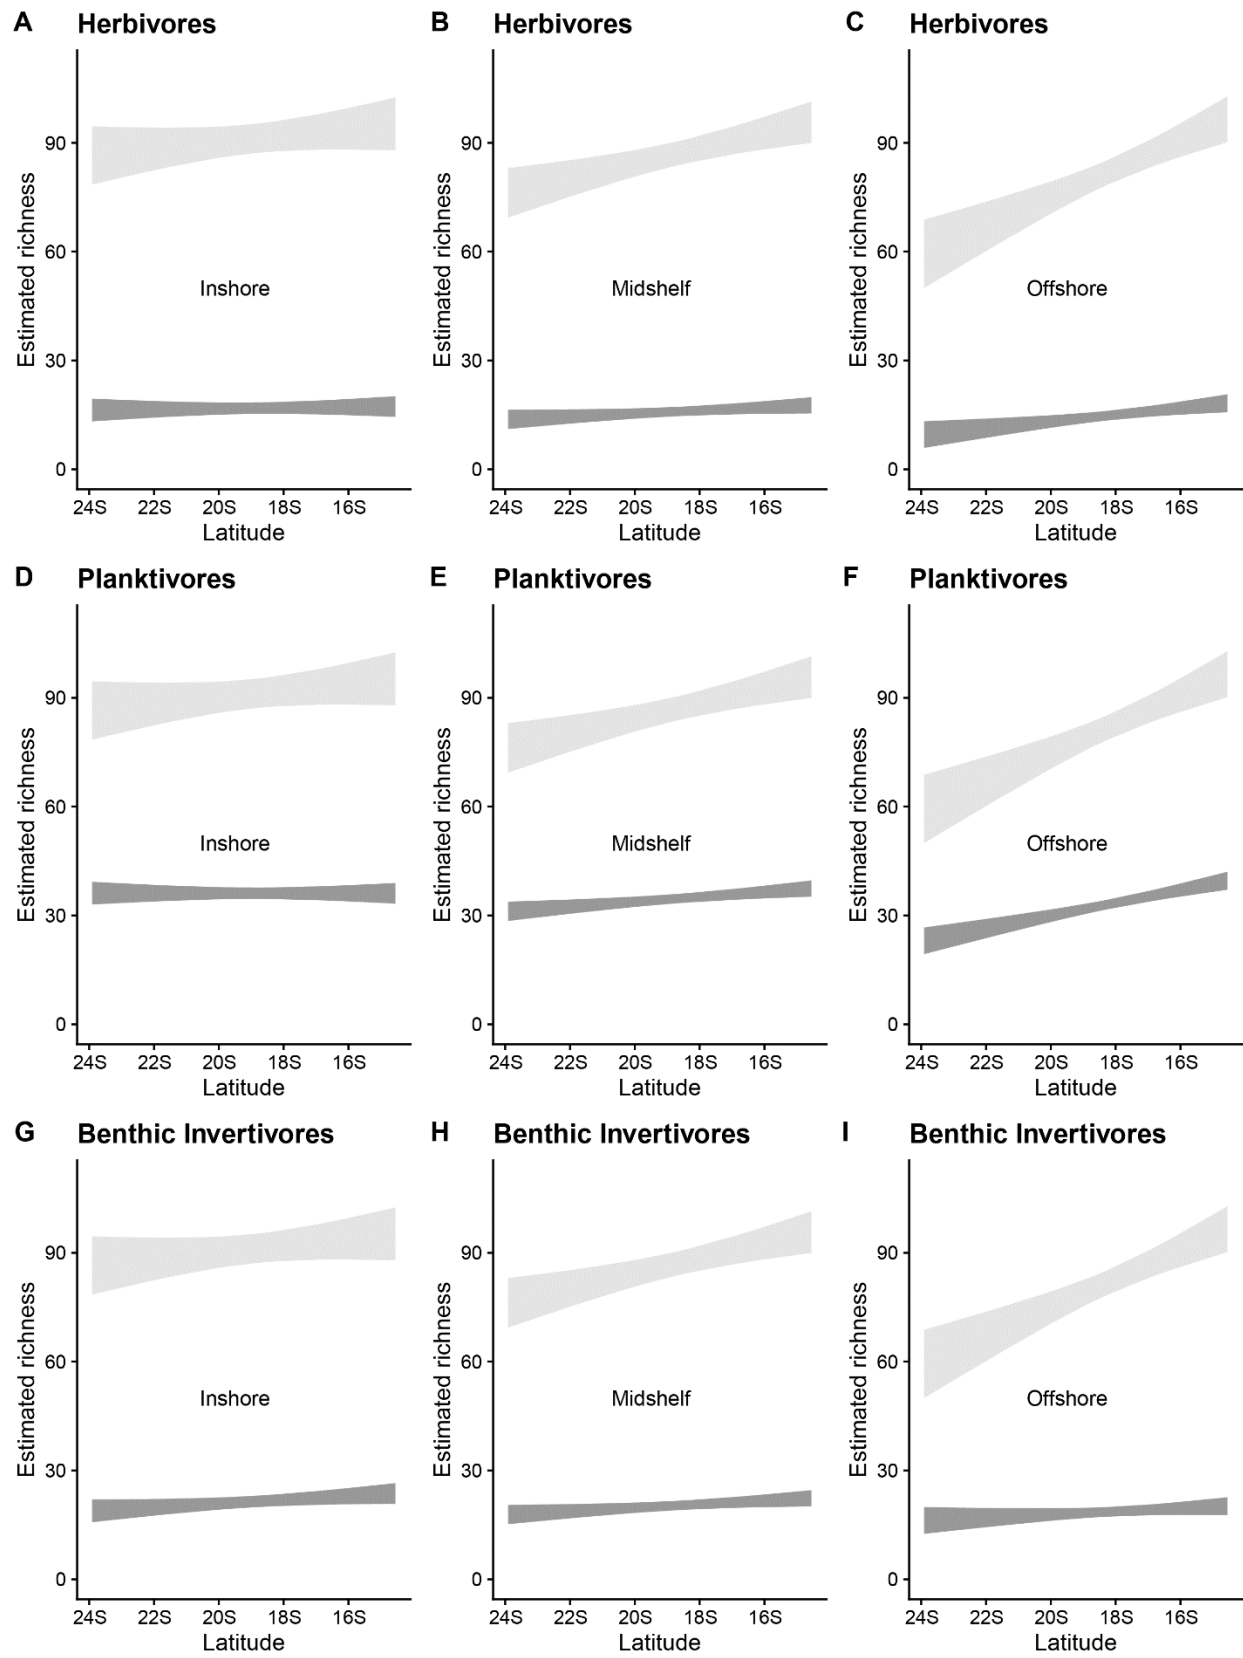 A Herbivores
Estimated richness
90
60
30
0
Inshore
24S 22S 20S 18S 16S
Latitude
B Herbivores
Estimated richness
90
60
30
0
Midshelf
24S 22S 20S 18S 16S
Latitude
C Herbivores
Estimated richness
90
60
30
0
Offshore
24S 22S 20S 18S 16S
Latitude
D Planktivores
Estimated richness
90
60
30
0
Inshore
24S 22S 20S 18S 16S
Latitude
E Planktivores
Estimated richness
90
60
30
0
Midshelf
24S 22S 20S 18S 16S
Latitude
F Planktivores
Estimated richness
90
60
30
0
Offshore
24S 22S 20S 18S 16S
Latitude
G Benthic Invertivores
Estimated richness
90
60
30
0
Inshore
24S 22S 20S 18S 16S
Latitude
H Benthic Invertivores
Estimated richness
90
60
30
0
Midshelf
24S 22S 20S 18S 16S
Latitude
I Benthic Invertivores
Estimated richness
90
60
30
0
Offshore
24S 22S 20S 18S 16S
Latitude